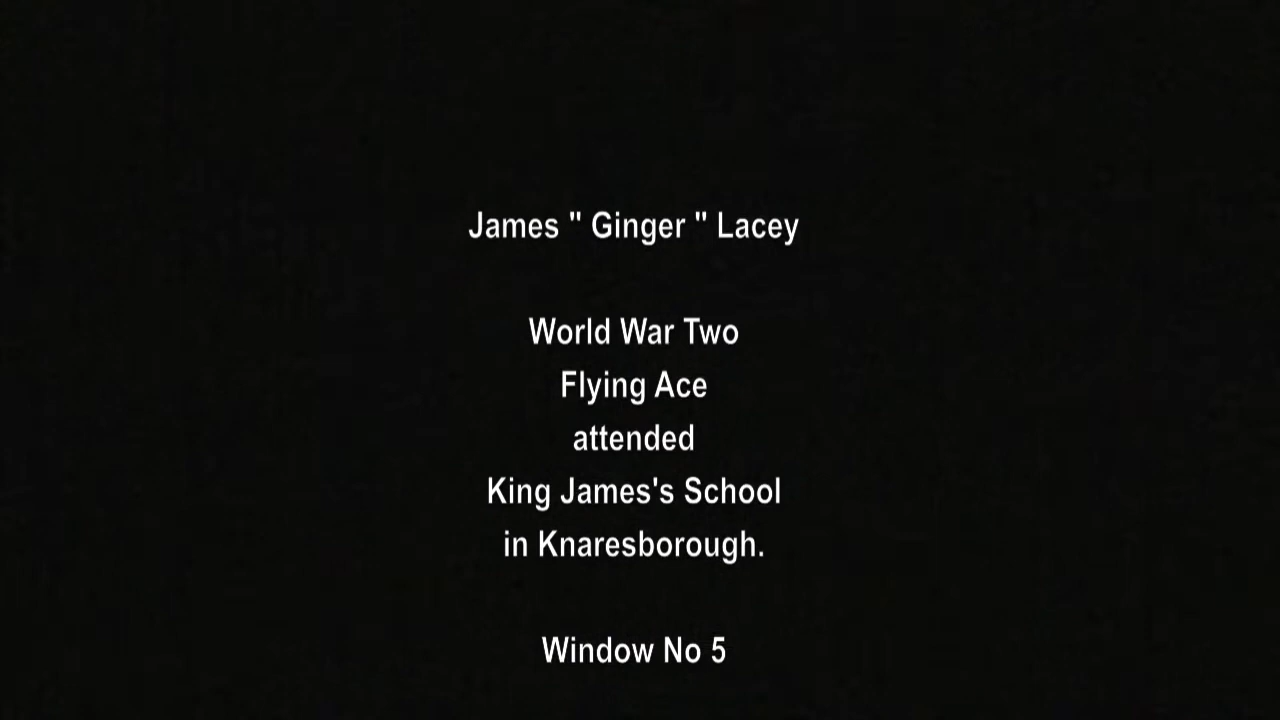 James " Ginger " Lacey
World War Two
Flying Ace
attended
King James's School
in Knaresborough.
Window No 5